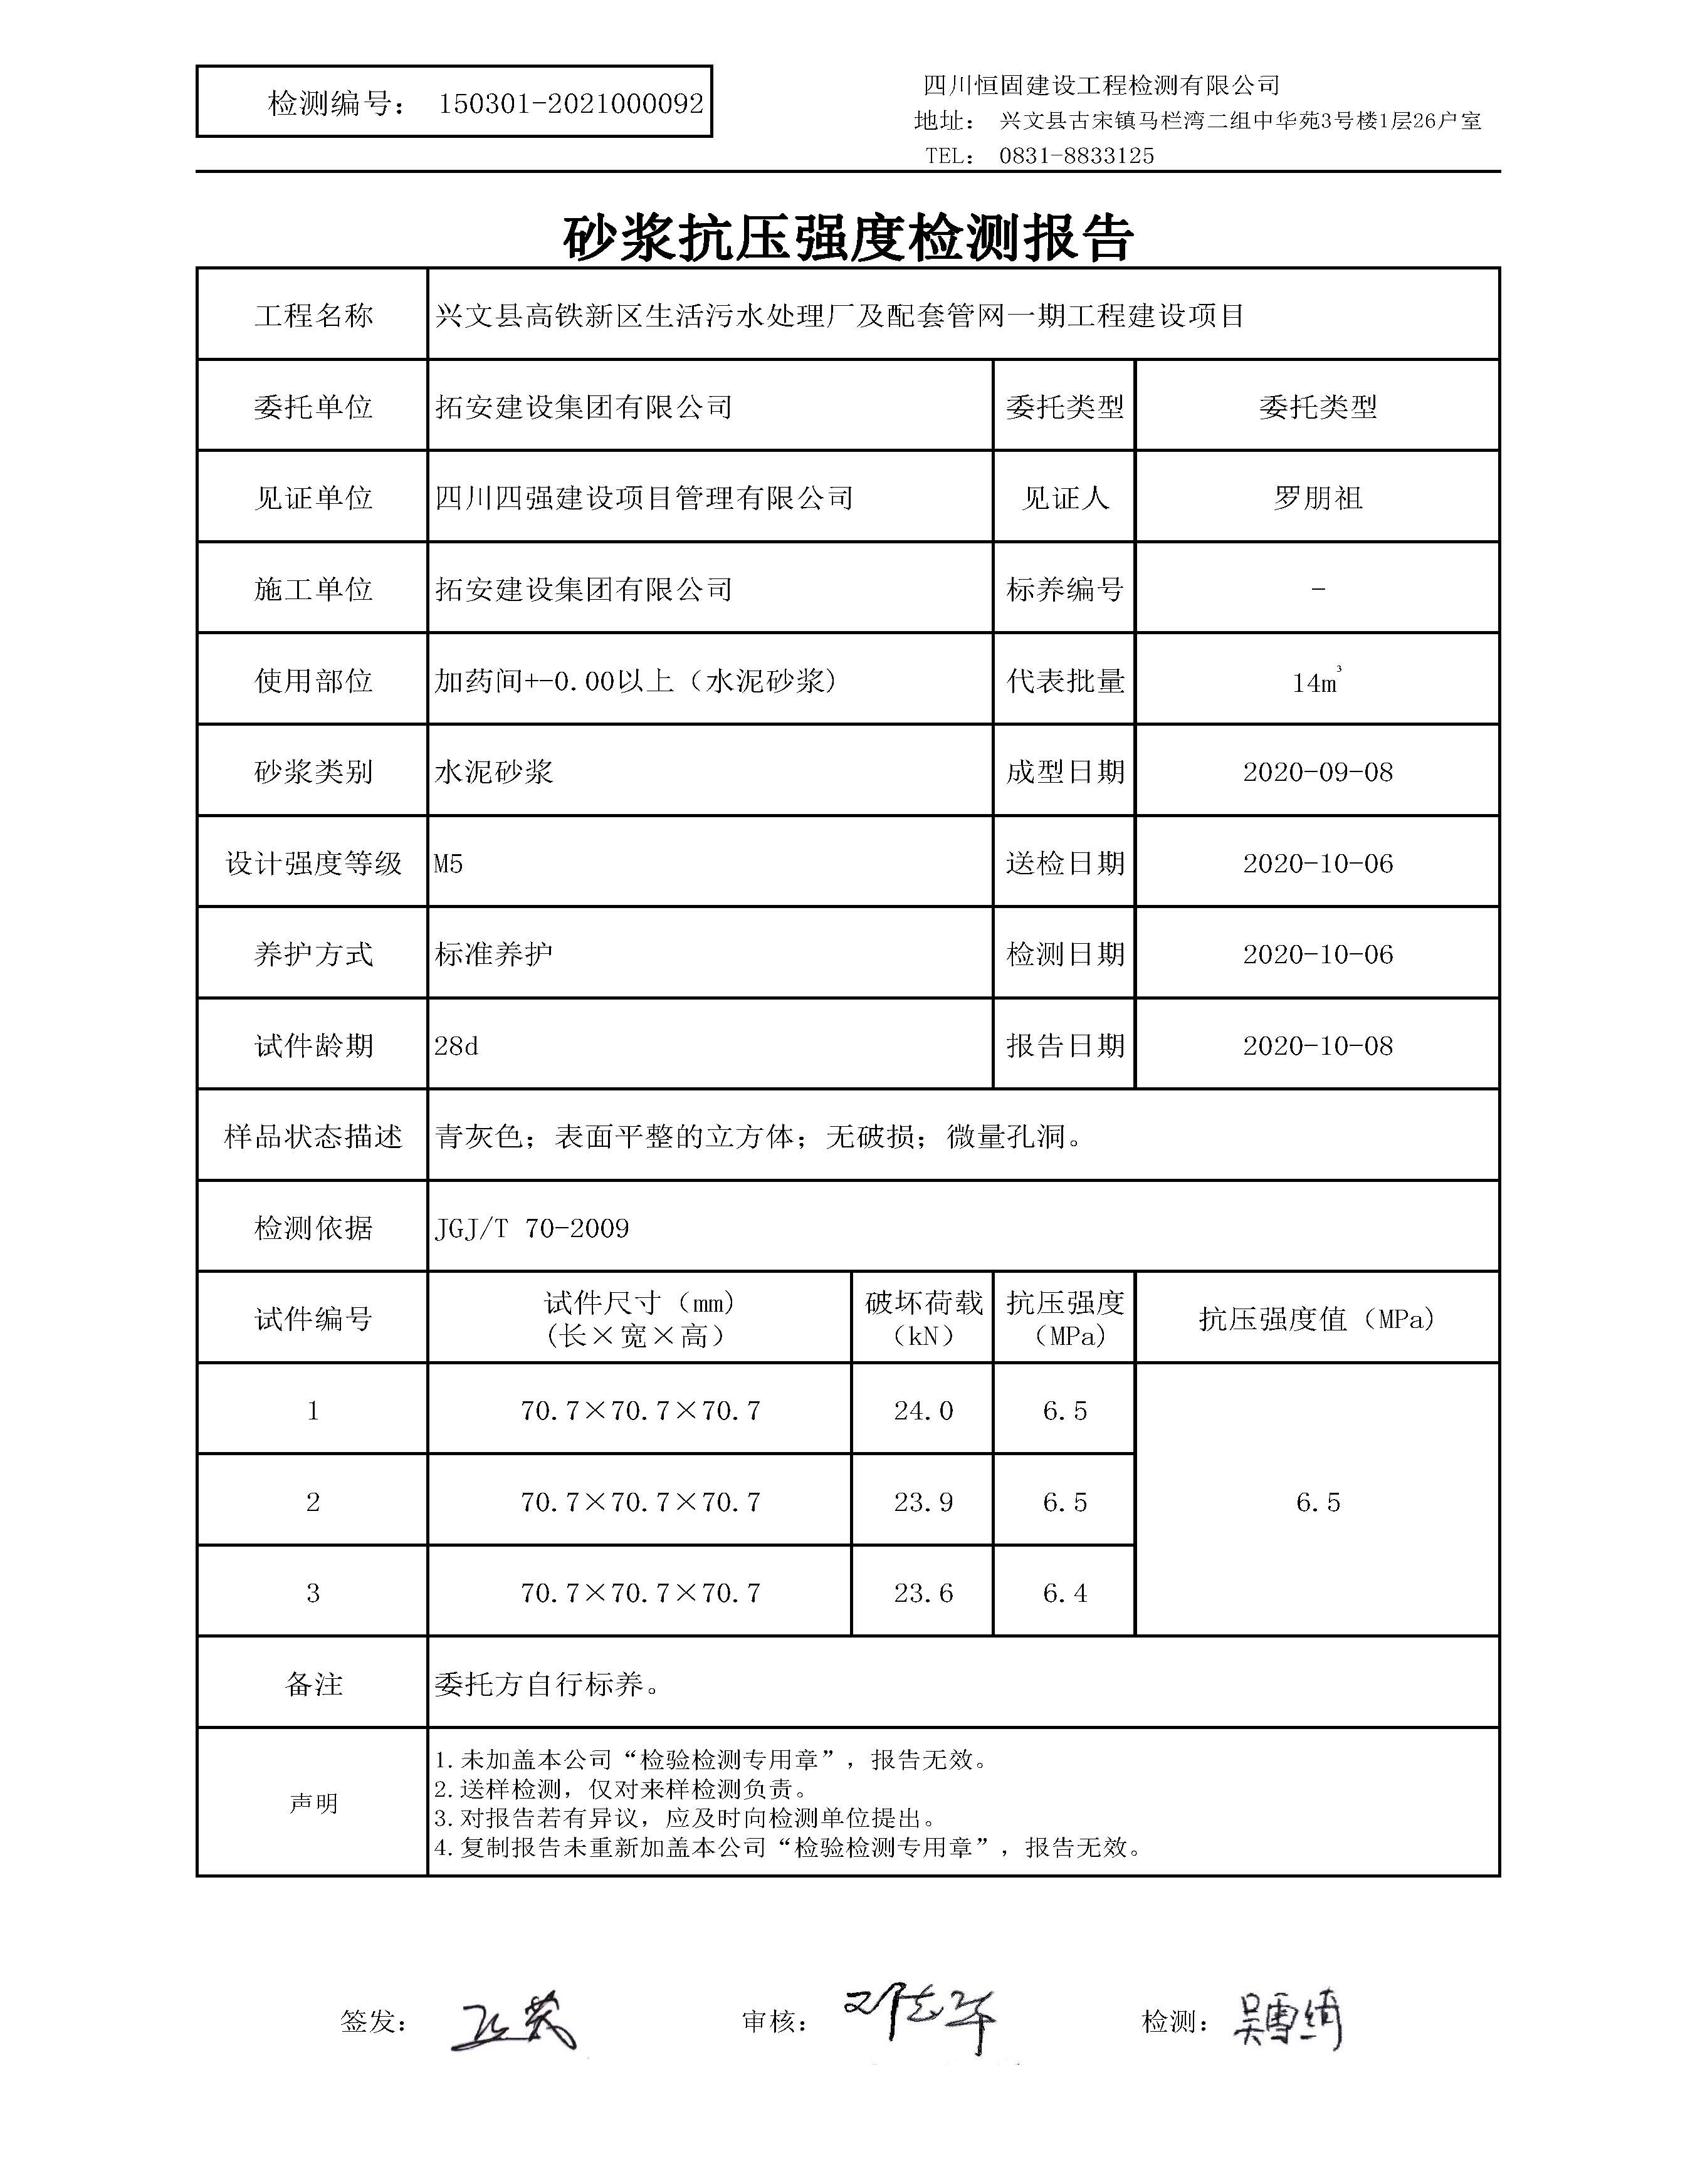 检测编号： 150301-2021000092
四川恒固建设工程检测有限公司
地址： 兴文县古宋镇马栏湾二组中华苑3号楼1层26户室
TEL： 0831-8833125
砂浆抗压强度检测报告
工程名称 兴文县高铁新区生活污水处理厂及配套管网一期工程建设项目
委托单位 拓安建设集团有限公司 委托类型 委托类型
见证单位 四川四强建设项目管理有限公司 见证人 罗朋祖
施工单位 拓安建设集团有限公司 标养编号 -
使用部位 加药间+-0.00以上（水泥砂浆） 代表批量 14m³
砂浆类别 水泥砂浆 成型日期 2020-09-08
设计强度等级 M5 送检日期 2020-10-06
养护方式 标准养护 检测日期 2020-10-06
试件龄期 28d 报告日期 2020-10-08
样品状态描述 青灰色；表面平整的立方体；无破损；微量孔洞。
检测依据 JGJ/T 70-2009
试件编号 试件尺寸（mm）（长×宽×高） 破坏荷载（kN） 抗压强度（MPa） 抗压强度值（MPa）
1 70.7×70.7×70.7 24.0 6.5
2 70.7×70.7×70.7 23.9 6.5 6.5
3 70.7×70.7×70.7 23.6 6.4
备注 委托方自行标养。
声明
1.未加盖本公司“检验检测专用章”，报告无效。
2.送样检测，仅对来样检测负责。
3.对报告若有异议，应及时向检测单位提出。
4.复制报告未重新加盖本公司“检验检测专用章”，报告无效。
签发： 审核： 检测： 吴雪绮